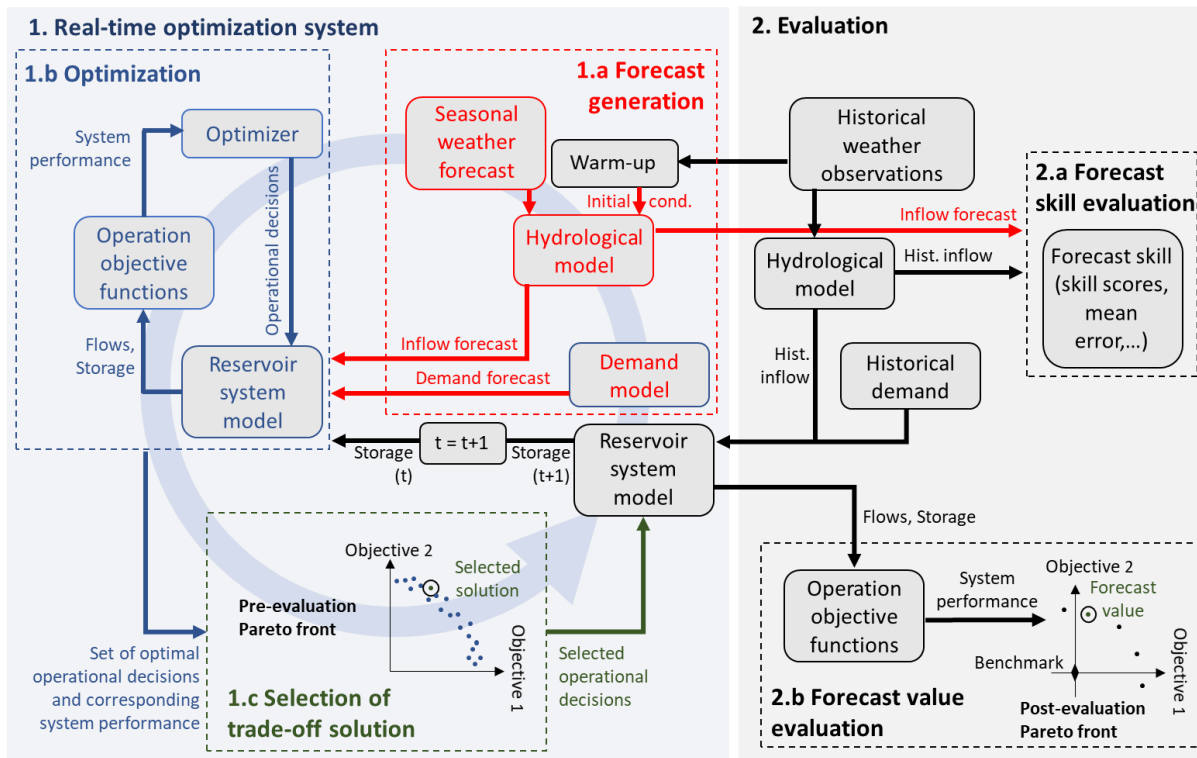 1. Real-time optimization system
1.b Optimization
System
performance
Optimizer
Operational decisions
Operation
objective
functions
Flows,
Storage
Reservoir
system
model
1.a Forecast
generation
Seasonal
weather
forecast
Warm-up
Initial cond.
Hydrological
model
Inflow forecast
Demand forecast
Demand
model
Storage
(t)
t = t+1
Storage
(t+1)
Reservoir
system
model
Set of optimal
operational decisions
and corresponding
system performance
Objective 2
Selected
solution
Pre-evaluation
Pareto front
Objective 1
1.c Selection of
trade-off solution
Selected
operational
decisions
2. Evaluation
Historical
weather
observations
2.a Forecast
skill evaluation
Inflow forecast
Hydrological
model
Hist. inflow
Forecast skill
(skill scores,
mean
error,...)
Hist.
inflow
Historical
demand
Flows, Storage
Operation
objective
functions
System
performance
Objective 2
Forecast
value
Benchmark
Objective 1
Post-evaluation
Pareto front
2.b Forecast value
evaluation